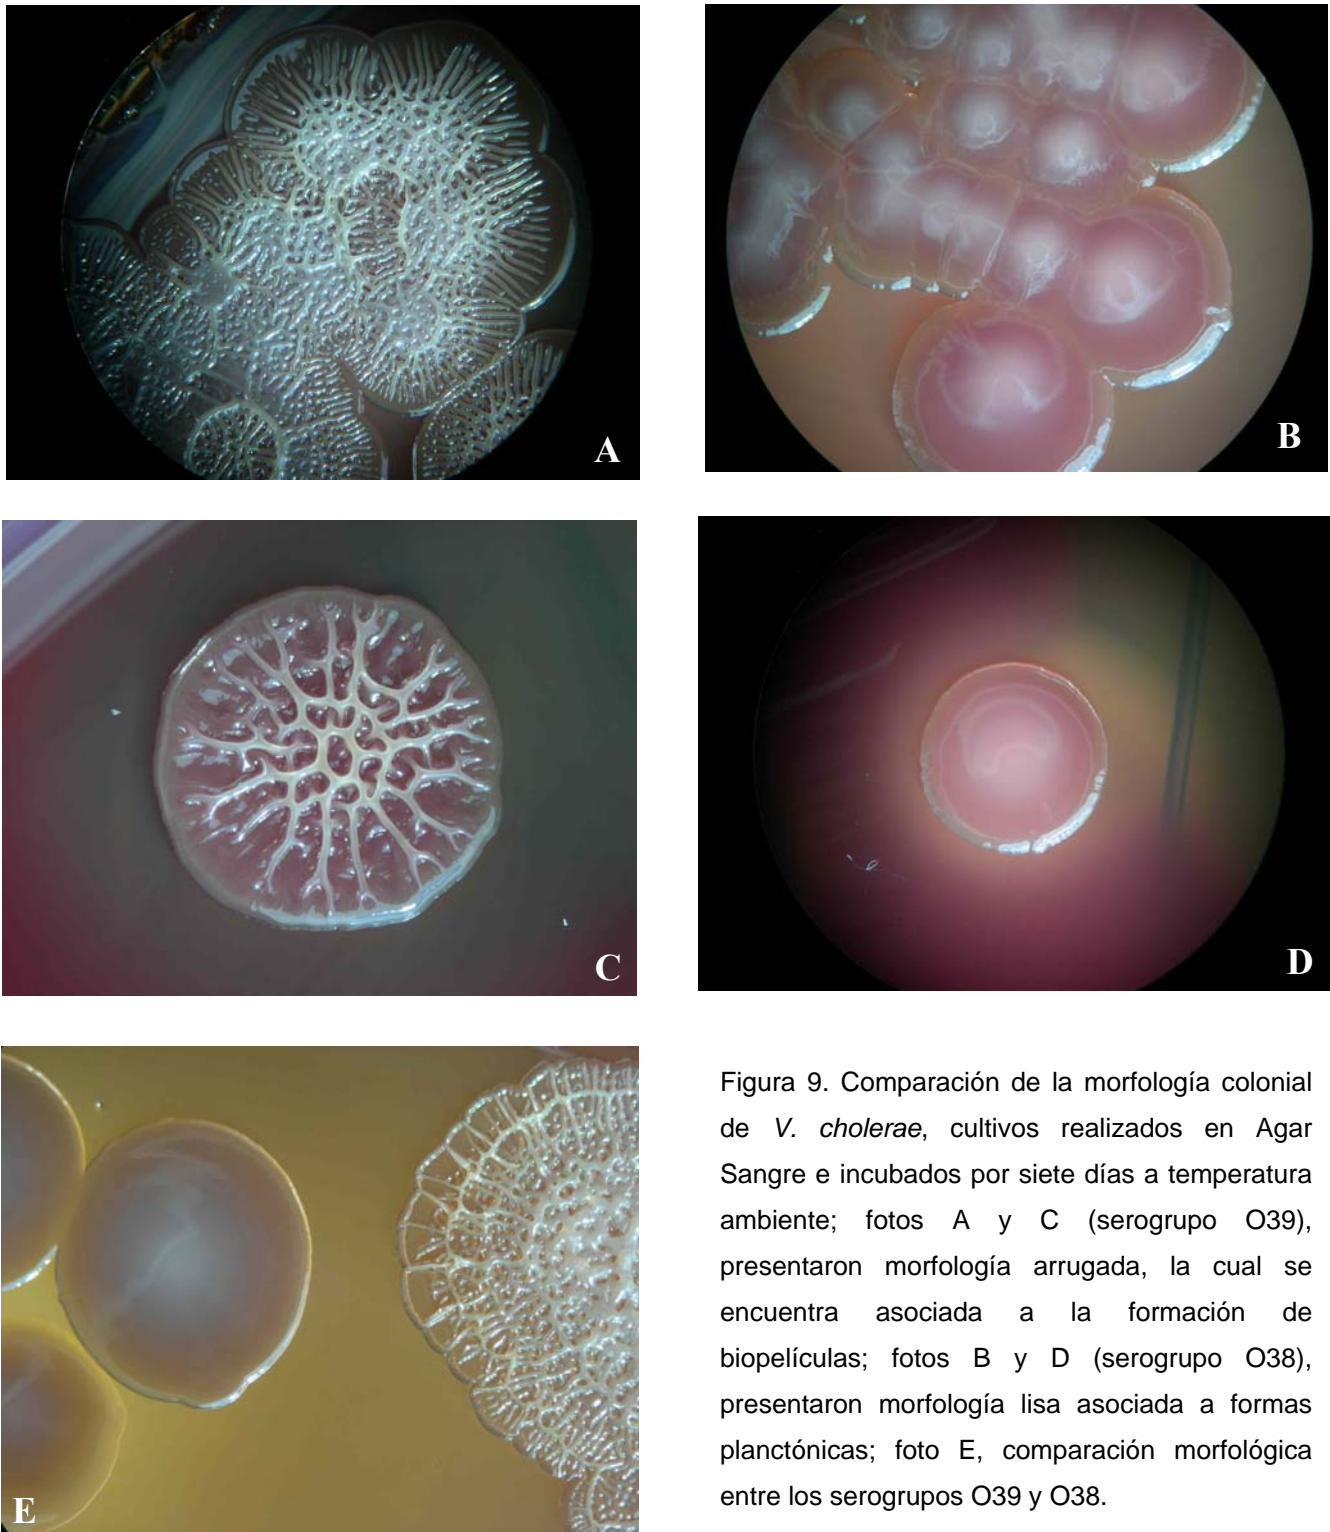 A
B
C
D
E
Figura 9. Comparación de la morfología colonial
de V. cholerae, cultivos realizados en Agar
Sangre e incubados por siete días a temperatura
ambiente; fotos A y C (serogrupo O39),
presentaron morfología arrugada, la cual se
encuentra asociada a la formación de
biopelículas; fotos B y D (serogrupo O38),
presentaron morfología lisa asociada a formas
planctónicas; foto E, comparación morfológica
entre los serogrupos O39 y O38.